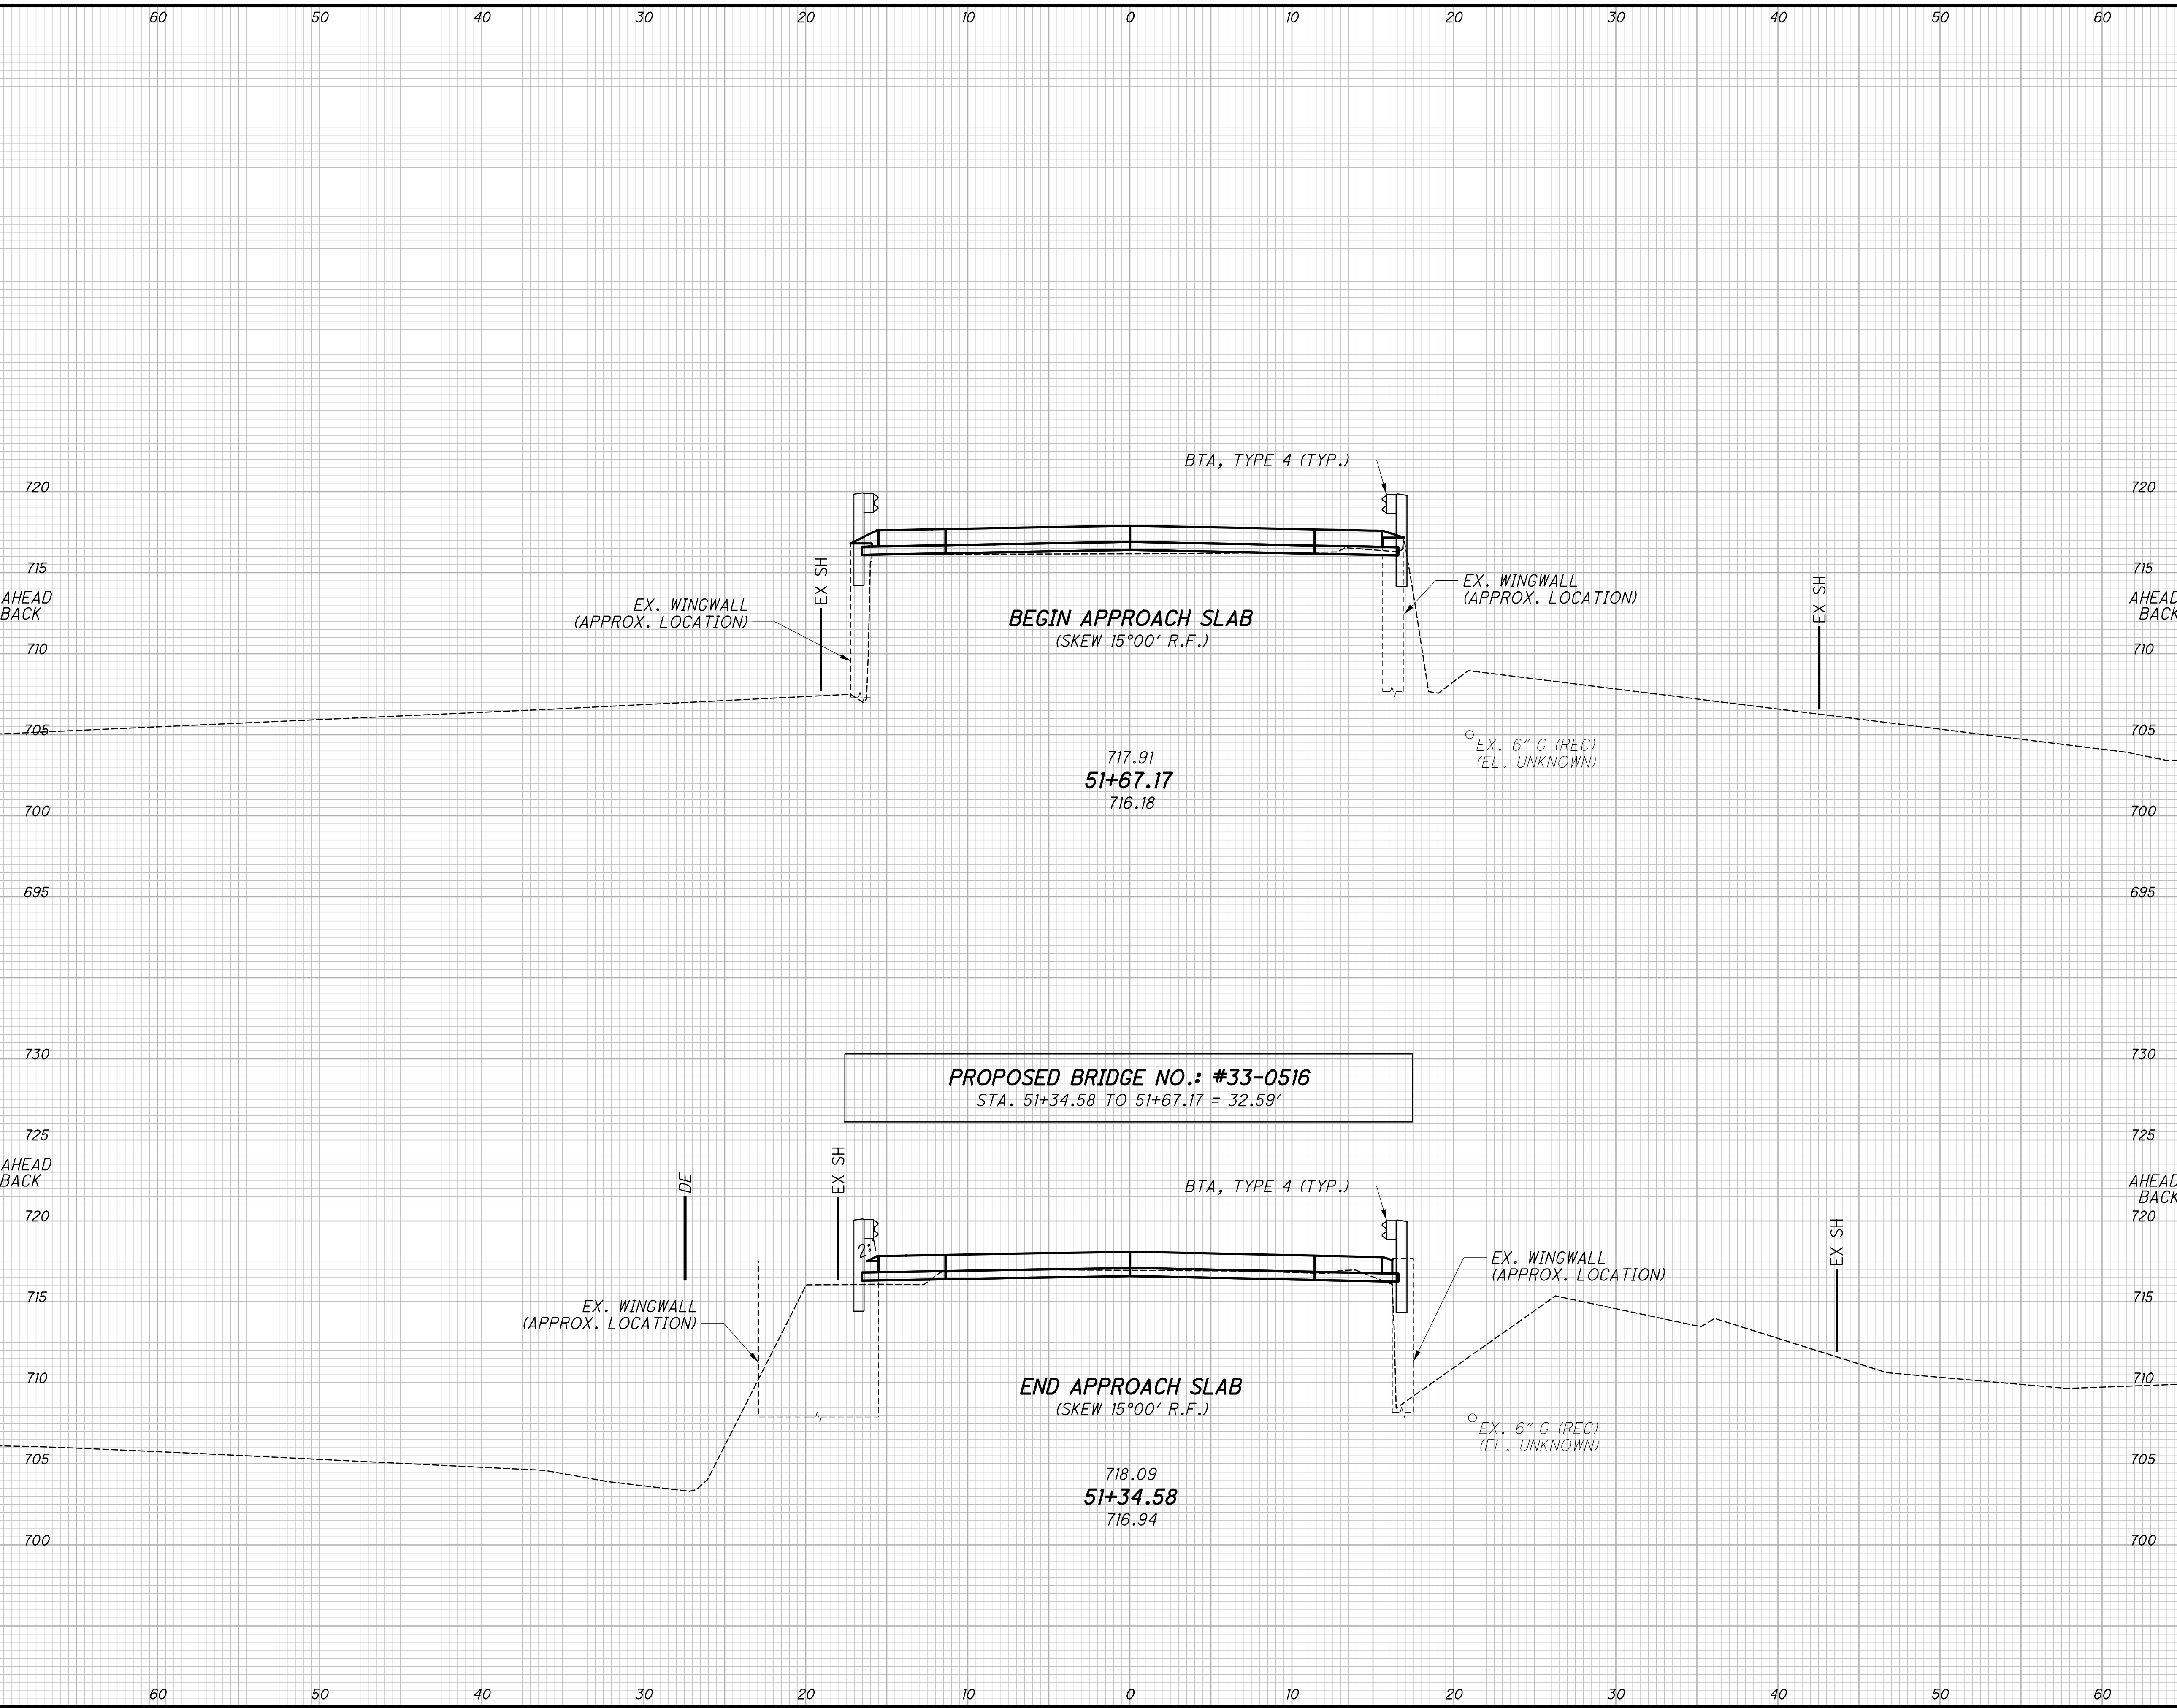 60 50 40 30 20 10 0 10 20 30 40 50 60
BTA, TYPE 4 (TYP.)
720 720
EX SH
715 715
EX SH
EX. WINGWALL
(APPROX. LOCATION)
AHEAD
BACK
EX. WINGWALL
(APPROX. LOCATION)
BEGIN APPROACH SLAB
(SKEW 15°00' R.F.)
AHEAD
BACK
710 710
705 705
EX. 6" G (REC)
(EL. UNKNOWN)
717.91
51+67.17
716.18
700 700
695 695
730 730
PROPOSED BRIDGE NO.: #33-0516
STA. 51+34.58 TO 51+67.17 = 32.59'
725 725
AHEAD
BACK
DE
EX SH
BTA, TYPE 4 (TYP.)
AHEAD
BACK
720 720
EX SH
2:
EX. WINGWALL
(APPROX. LOCATION)
715 715
EX. WINGWALL
(APPROX. LOCATION)
710 710
END APPROACH SLAB
(SKEW 15°00' R.F.)
EX. 6" G (REC)
(EL. UNKNOWN)
705 705
718.09
51+34.58
716.94
700 700
60 50 40 30 20 10 0 10 20 30 40 50 60